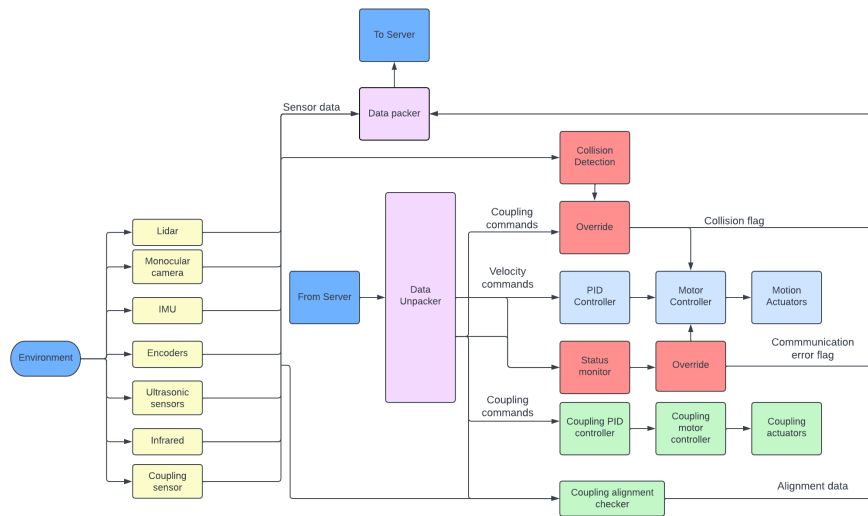 To Server
Sensor data
Data packer
Collision
Detection
Coupling
commands
Override
Collision flag
Lidar
Monocular
camera
IMU
Encoders
Ultrasonic
sensors
Infrared
Coupling
sensor
Environment
From Server
Data
Unpacker
Velocity
commands
PID
Controller
Motor
Controller
Motion
Actuators
Status
monitor
Override
Commmunication
error flag
Coupling
commands
Coupling PID
controller
Coupling
motor
controller
Coupling
actuators
Coupling alignment
checker
Alignment data